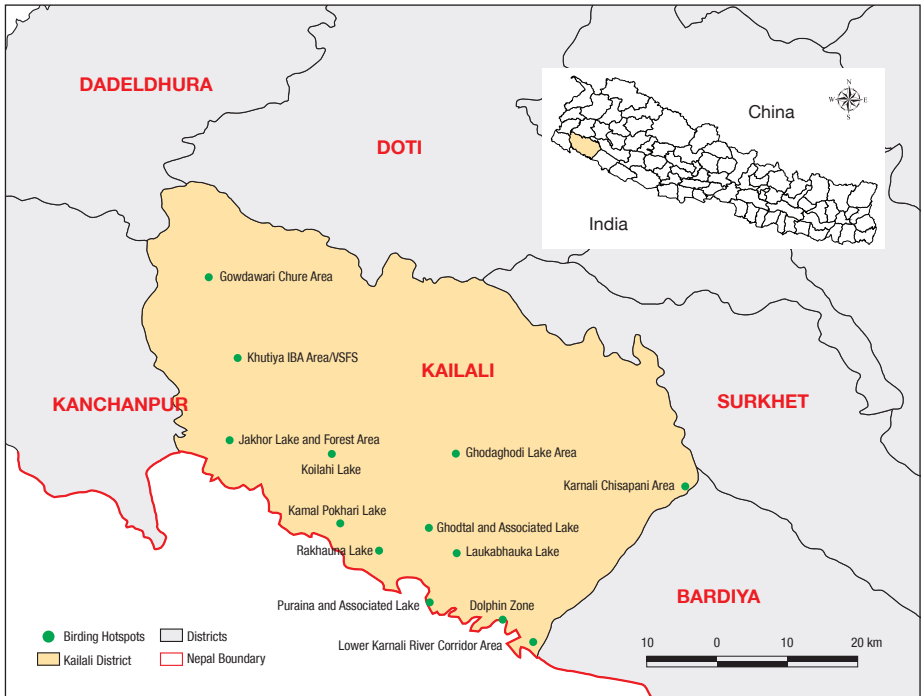 DADELDHURA
DOTI
N
W E
S
China
India
Gowdawari Chure Area
Khutiya IBA Area/VSFS
KAILALI
KANCHANPUR
SURKHET
Jakhor Lake and Forest Area
Koilahi Lake
Ghodaghodi Lake Area
Karnali Chisapani Area
Kamal Pokhari Lake
Ghodtal and Associated Lake
Rakhauna Lake
Laukabhauka Lake
BARDIYA
Puraina and Associated Lake
Dolphin Zone
Lower Karnali River Corridor Area
Birding Hotspots
Districts
Kailali District
Nepal Boundary
10 0 10 20 km